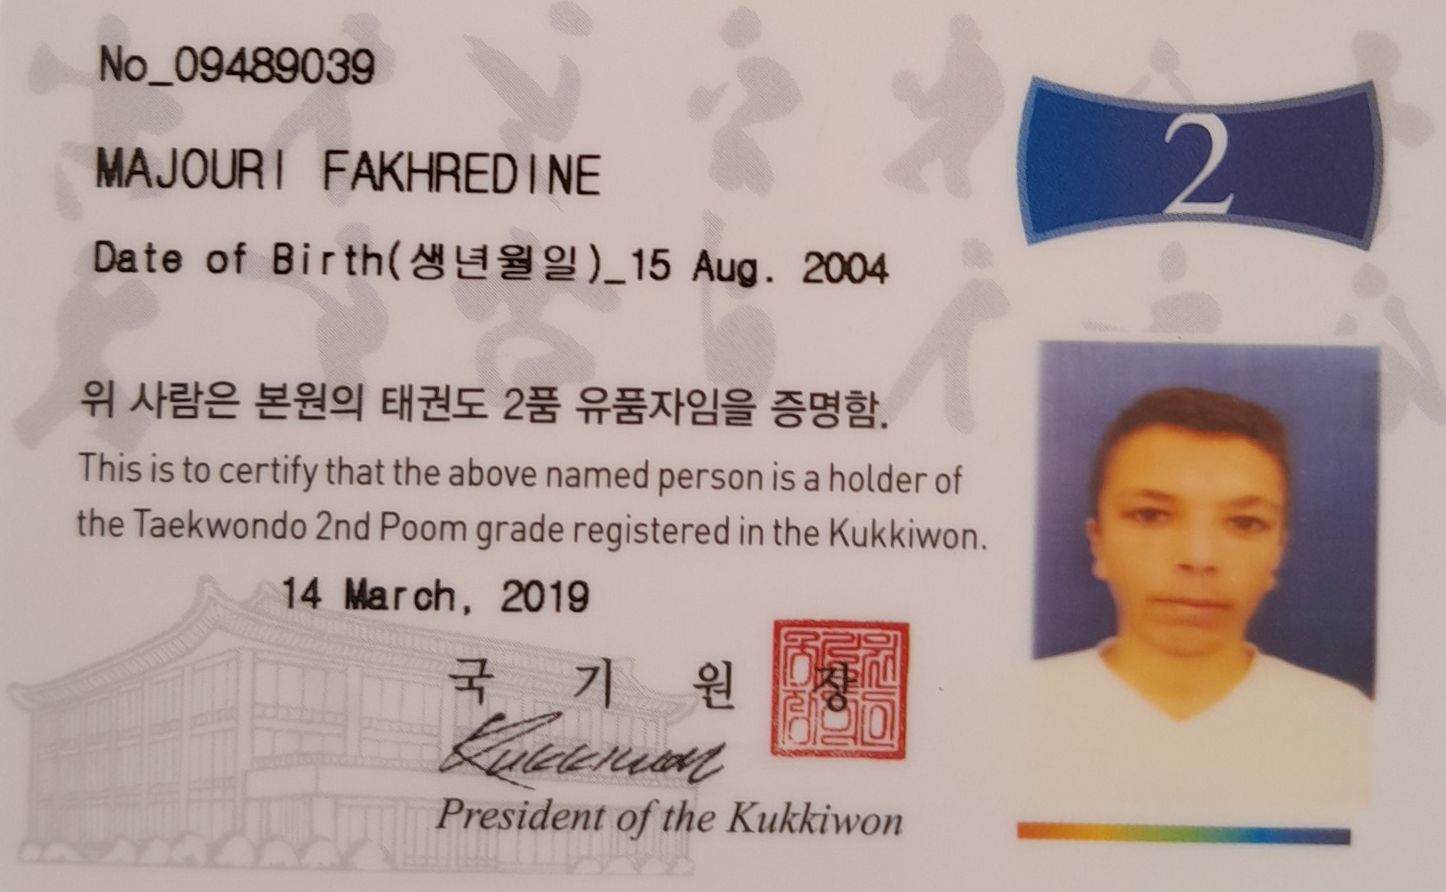 No_09489039
2
MAJOURI FAKHREDINE
Date of Birth(생년월일)_15 Aug. 2004
위 사람은 본원의 태권도 2품 유품자임을 증명함.
This is to certify that the above named person is a holder of
the Taekwondo 2nd Poom grade registered in the Kukkiwon.
14 March, 2019
국 기 원 장
Kukkiwon
President of the Kukkiwon